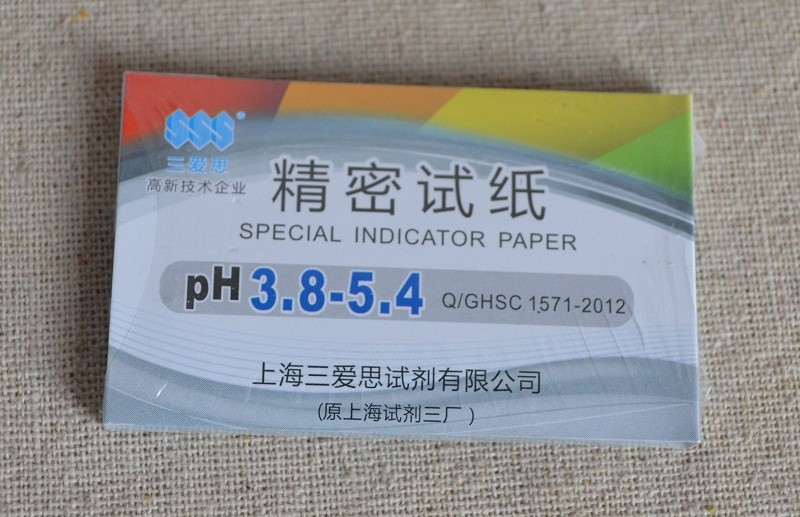 SSS
三爱思
高新技术企业
精密试纸
SPECIAL INDICATOR PAPER
pH 3.8-5.4 Q/GHSC 1571-2012
上海三爱思试剂有限公司
(原上海试剂三厂)